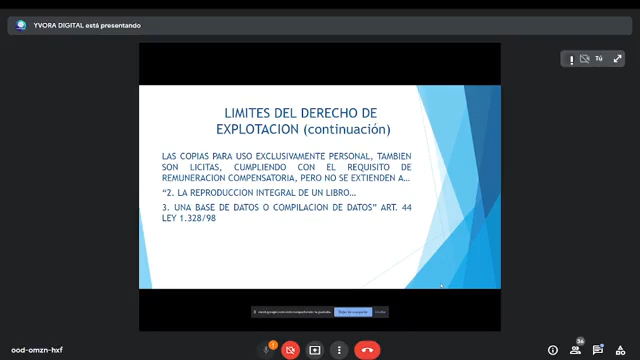 YVORA DIGITAL está presentando
Tú
LIMITES DEL DERECHO DE
EXPLOTACION (continuación)
LAS COPIAS PARA USO EXCLUSIVAMENTE PERSONAL, TAMBIEN
SON LICITAS, CUMPLIENDO CON EL REQUISITO DE
REMUNERACION COMPENSATORIA, PERO NO SE EXTIENDEN A…
“2. LA REPRODUCCION INTEGRAL DE UN LIBRO…
3. UNA BASE DE DATOS O COMPILACION DE DATOS” ART. 44
LEY 1.328/98
ood-omzn-hxf
36